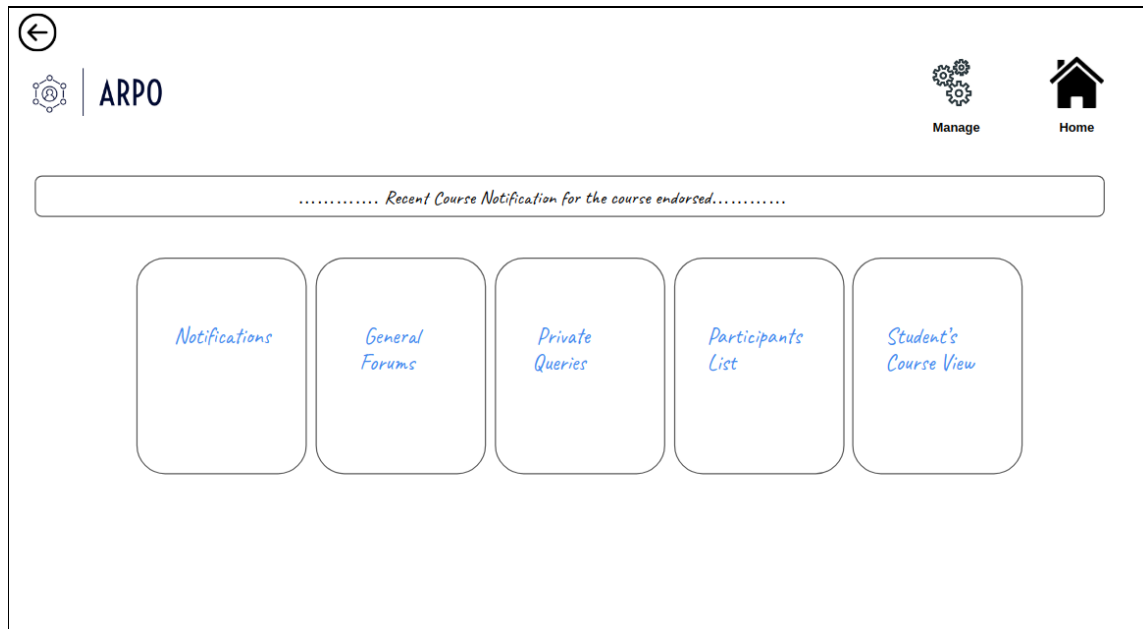 ARPO
Manage
Home
............. Recent Course Notification for the course endorsed............
Notifications
General
Forums
Private
Queries
Participants
List
Student's
Course View